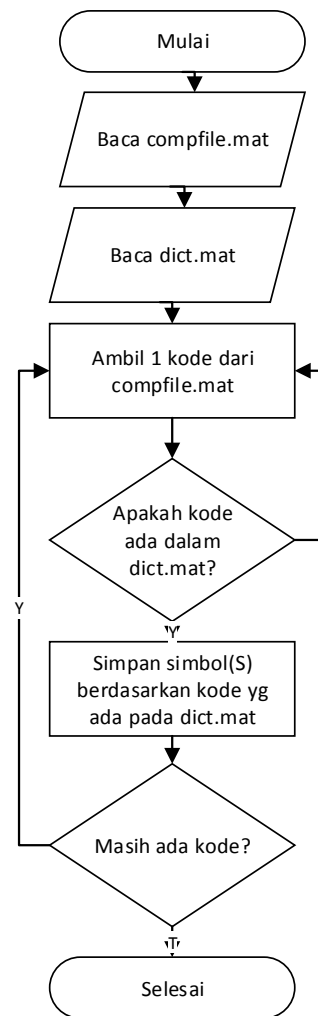 Mulai
Baca compfile.mat
Baca dict.mat
Ambil 1 kode dari
compfile.mat
Apakah kode
ada dalam
dict.mat?
Y
Y
Simpan simbol(S)
berdasarkan kode yg
ada pada dict.mat
Masih ada kode?
T
Selesai